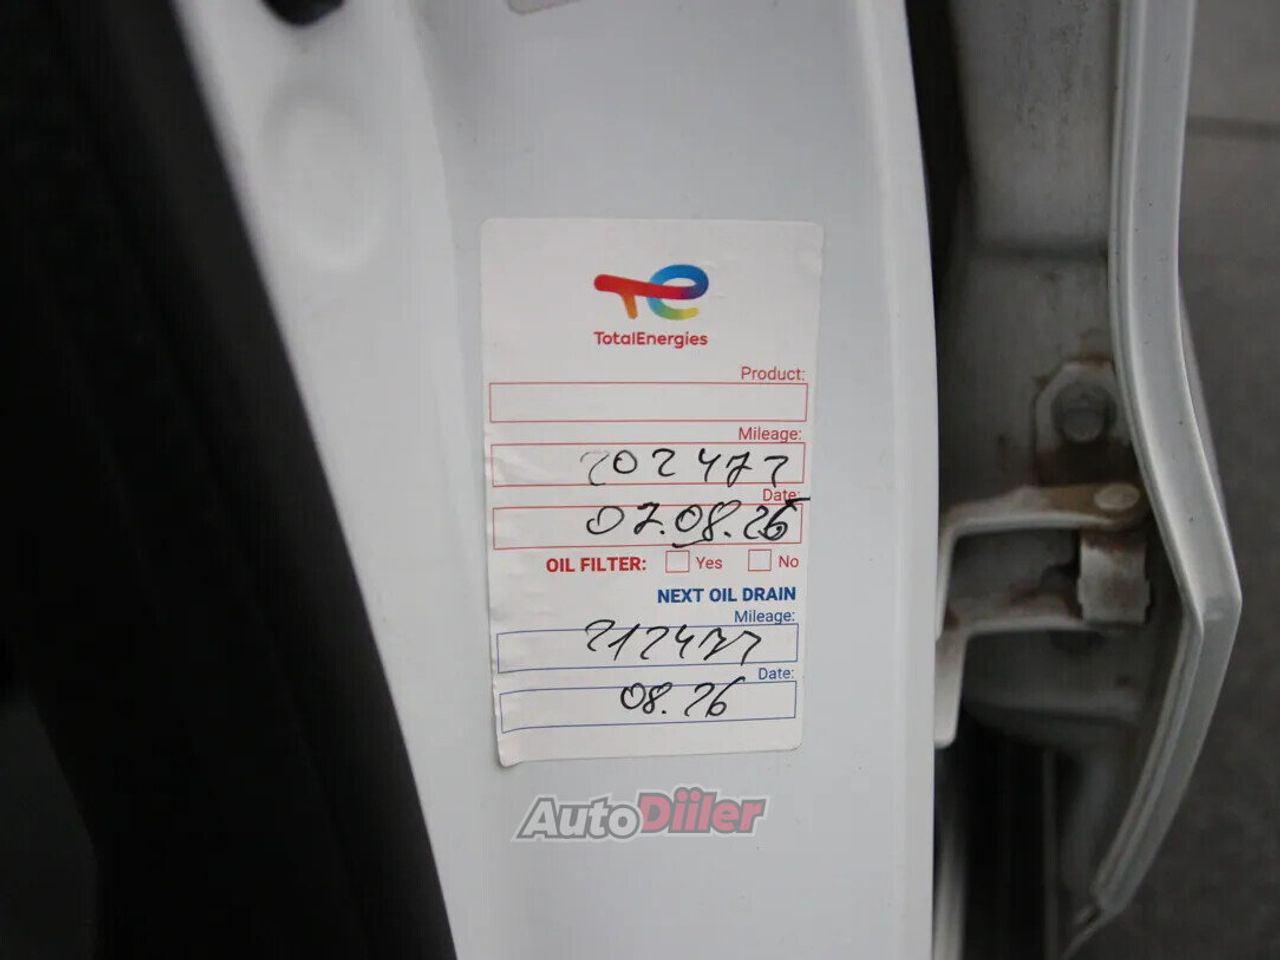 TotalEnergies
Product:
Mileage:
202477
Date:
07.08.26
OIL FILTER: Yes No
NEXT OIL DRAIN
Mileage:
212477
Date:
08.26
AutoDiiler